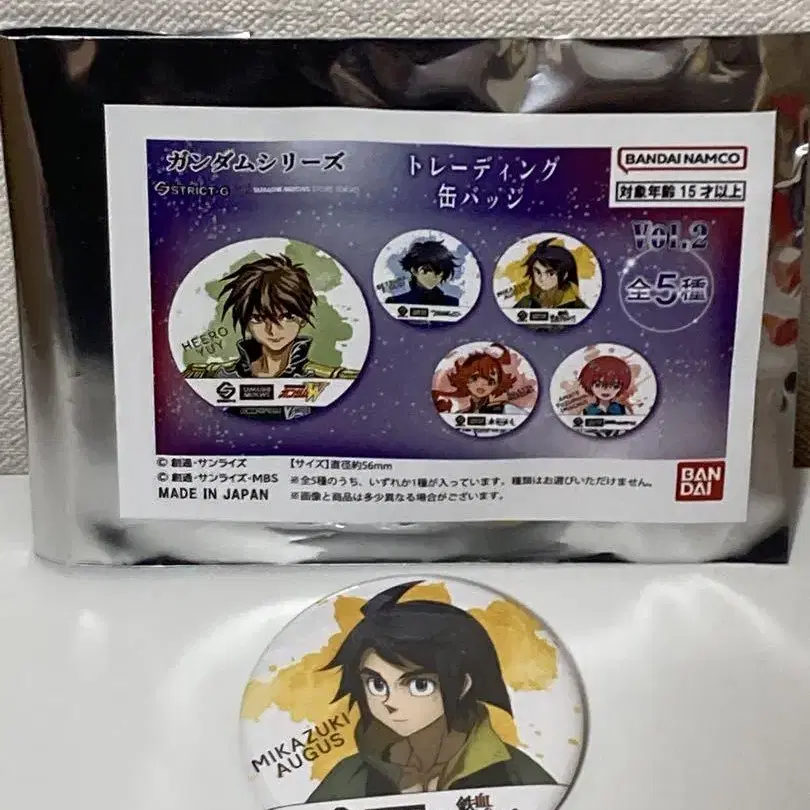 ガンダムシリーズ
STRICT-G
トレーディング
缶バッジ
BANDAI NAMCO
対象年齢 15才以上
Vol.2
全5種
HEERO
YUY
MIKAZUKI
AUGUS
© 創通・サンライズ
© 創通・サンライズ・MBS
MADE IN JAPAN
【サイズ】直径約56mm
※全5種のうち、いずれか1種が入っています。種類はお選びいただけません。
※画像と商品は多少異なる場合がございます。
BAN
DAI
MIKAZUKI
AUGUS
鉄血